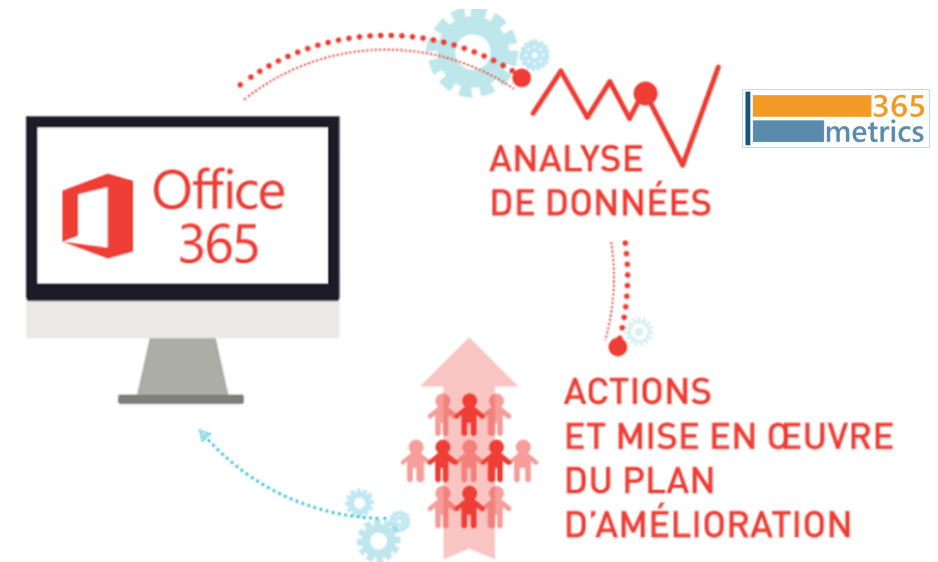 Office
365
ANALYSE
DE DONNÉES
365
metrics
ACTIONS
ET MISE EN ŒUVRE
DU PLAN
D'AMÉLIORATION